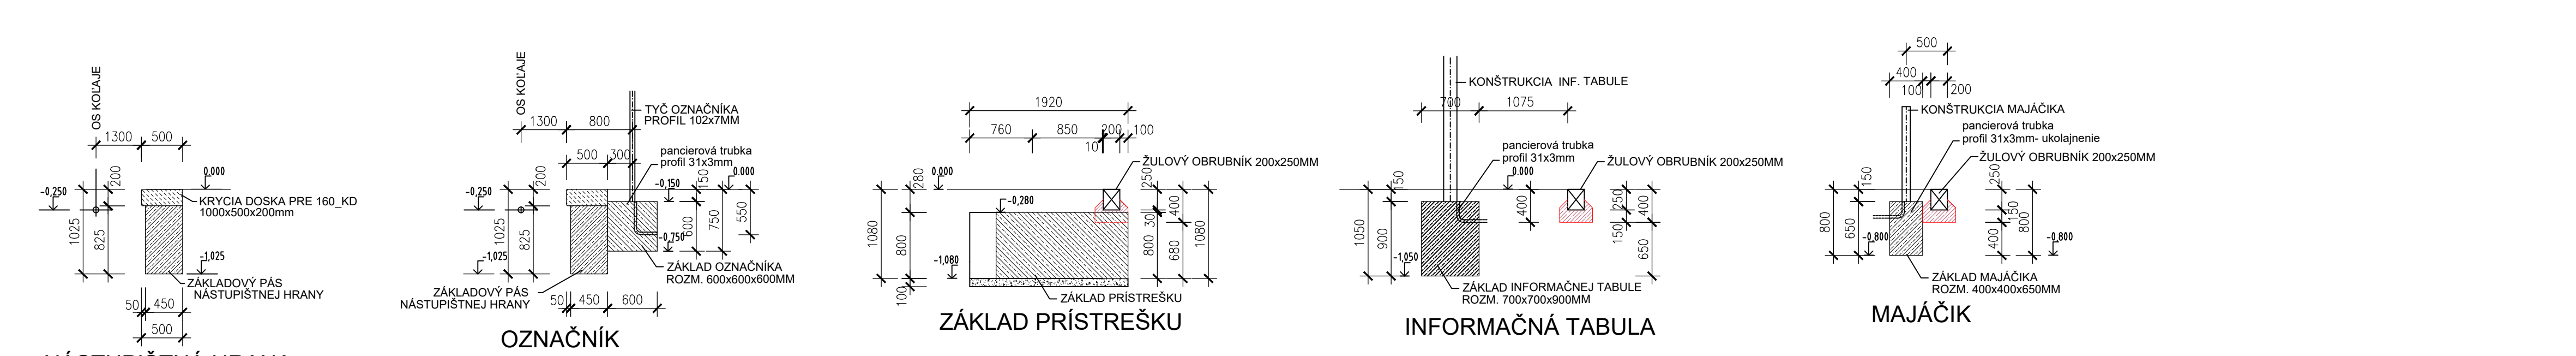 OS KOĽAJE
1300
500
200
0.000
-0,250
KRYCIA DOSKA PRE 160_KD
1000x500x200mm
1025
825
-1,025
ZÁKLADOVÝ PÁS
NÁSTUPIŠTNEJ HRANY
50
450
500
OS KOĽAJE
TYČ OZNAČNÍKA
PROFIL 102x7MM
1300
800
500
300
pancierová trubka
profil 31x3mm
200
-0,250
-0,150
150
0.000
1025
825
600
750
550
-0,750
-1,025
ZÁKLAD OZNAČNÍKA
ROZM. 600x600x600MM
ZÁKLADOVÝ PÁS
NÁSTUPIŠTNEJ HRANY
50
450
600
OZNAČNÍK
1920
760
850
200
100
10
ŽULOVÝ OBRUBNÍK 200x250MM
280
0.000
250
-0,280
400
30
1080
800
800
680
1080
-1,080
100
ZÁKLAD PRÍSTREŠKU
ZÁKLAD PRÍSTREŠKU
KONŠTRUKCIA INF. TABULE
700
1075
pancierová trubka
profil 31x3mm
ŽULOVÝ OBRUBNÍK 200x250MM
150
0.000
400
250
400
150
1050
900
650
-1,050
ZÁKLAD INFORMAČNEJ TABULE
ROZM. 700x700x900MM
INFORMAČNÁ TABULA
500
400
100
200
KONŠTRUKCIA MAJÁČIKA
pancierová trubka
profil 31x3mm- ukolajnenie
ŽULOVÝ OBRUBNÍK 200x250MM
150
250
800
650
150
400
800
-0,800
-0,800
ZÁKLAD MAJÁČIKA
ROZM. 400x400x650MM
MAJÁČIK